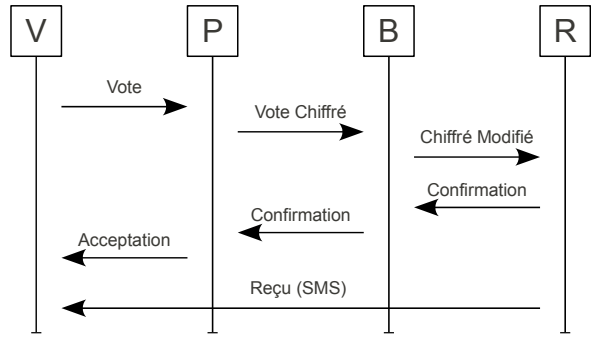 V P B R
Vote
Vote Chiffré
Chiffré Modifié
Confirmation
Confirmation
Acceptation
Reçu (SMS)